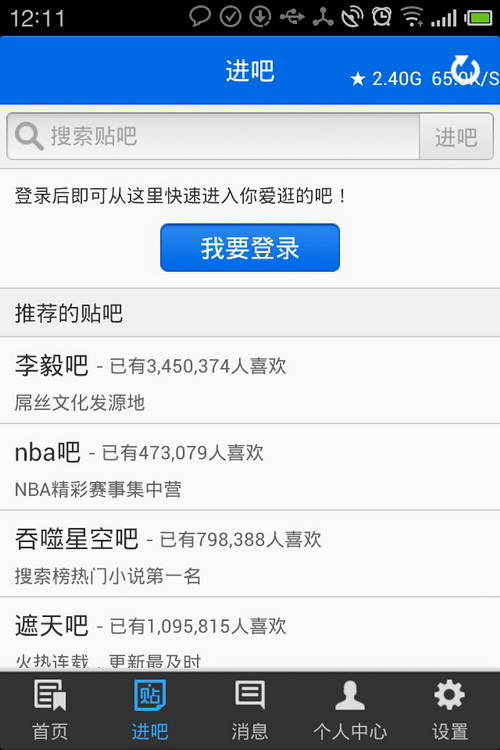 12:11
进吧
★ 2.40G 65.0K/S
搜索贴吧
进吧
登录后即可从这里快速进入你爱逛的吧！
我要登录
推荐的贴吧
李毅吧 - 已有3,450,374人喜欢
屌丝文化发源地
nba吧 - 已有473,079人喜欢
NBA精彩赛事集中营
吞噬星空吧 - 已有798,388人喜欢
搜索榜热门小说第一名
遮天吧 - 已有1,095,815人喜欢
火热连载，更新最及时
贴
首页
进吧
消息
个人中心
设置